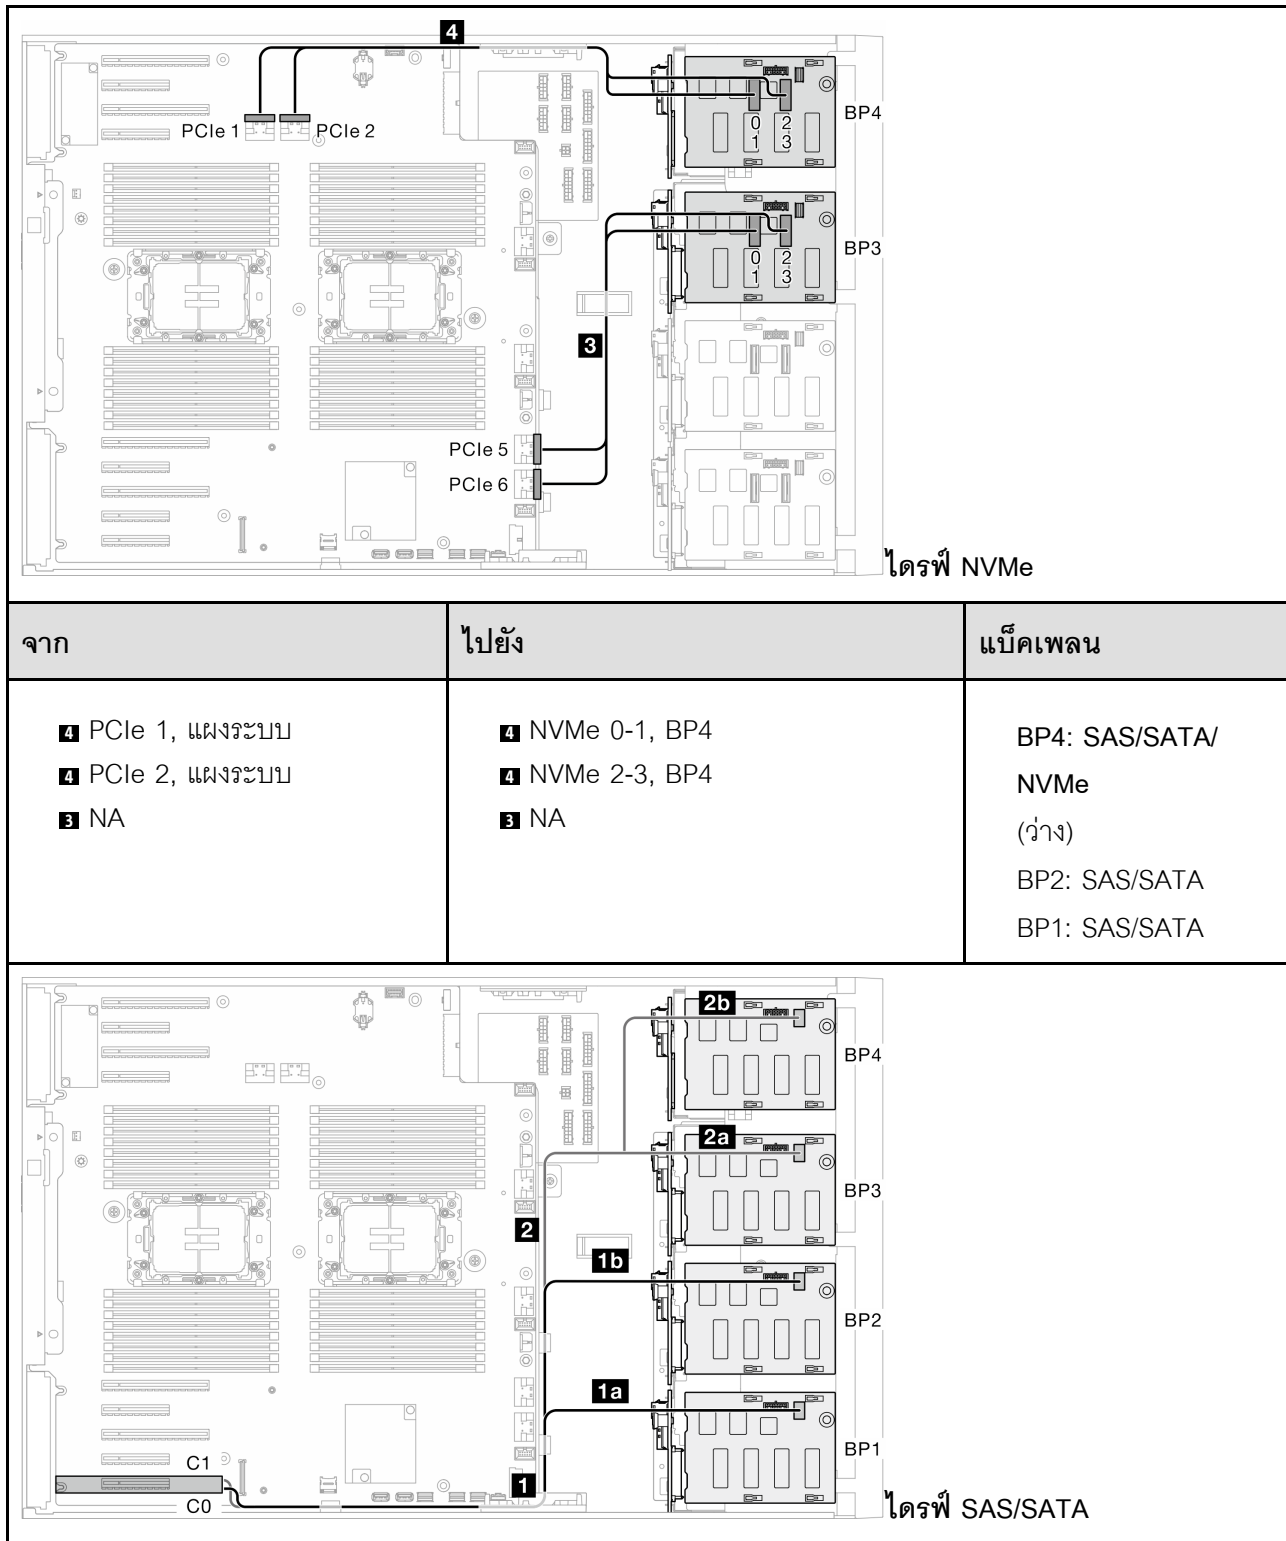 4
PCIe 1
PCIe 2
0 2
1 3
BP4
0 2
1 3
BP3
3
PCIe 5
PCIe 6
ไดรฟ์ NVMe
จาก
ไปยัง
แบ็คเพลน
4 PCIe 1, แผงระบบ
4 PCIe 2, แผงระบบ
3 NA
4 NVMe 0-1, BP4
4 NVMe 2-3, BP4
3 NA
BP4: SAS/SATA/
NVMe
(ว่าง)
BP2: SAS/SATA
BP1: SAS/SATA
2b
BP4
2a
BP3
2
1b
BP2
1a
BP1
C1
C0
1
ไดรฟ์ SAS/SATA